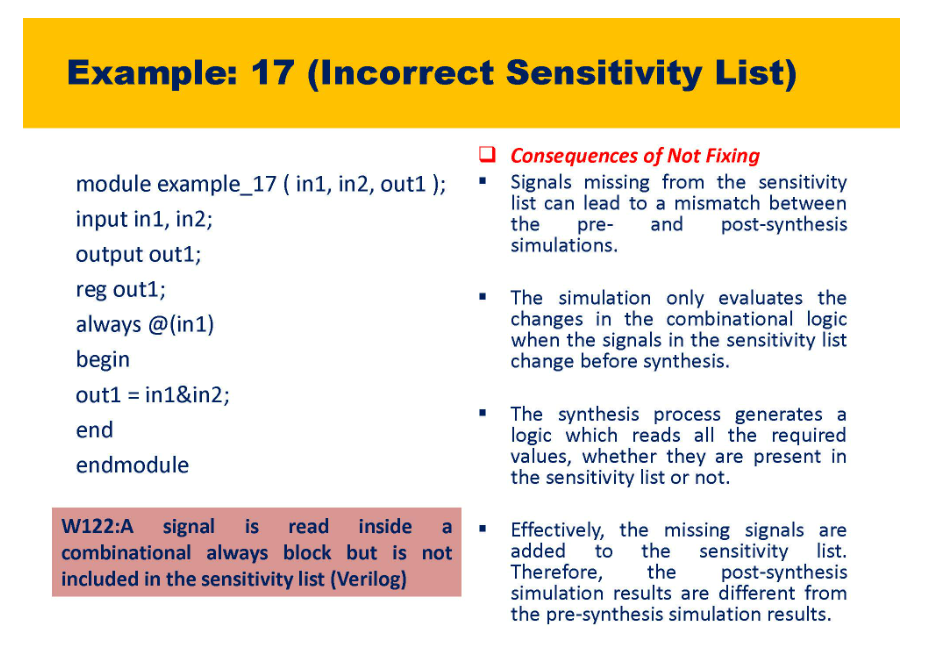 Example: 17 (Incorrect Sensitivity List)
module example_17 ( in1, in2, out1 );
input in1, in2;
output out1;
reg out1;
always @(in1)
begin
out1 = in1&in2;
end
endmodule
W122:A signal is read inside a
combinational always block but is not
included in the sensitivity list (Verilog)
Consequences of Not Fixing
▪ Signals missing from the sensitivity
list can lead to a mismatch between
the pre- and post-synthesis
simulations.
▪ The simulation only evaluates the
changes in the combinational logic
when the signals in the sensitivity list
change before synthesis.
▪ The synthesis process generates a
logic which reads all the required
values, whether they are present in
the sensitivity list or not.
▪ Effectively, the missing signals are
added to the sensitivity list.
Therefore, the post-synthesis
simulation results are different from
the pre-synthesis simulation results.